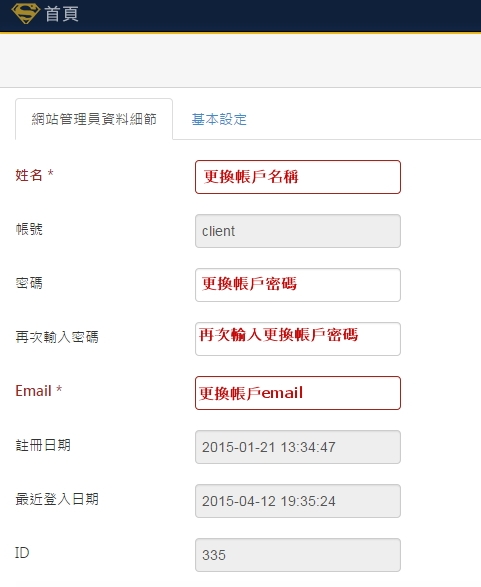 首頁
網站管理員資料細節 基本設定
姓名 * 更換帳戶名稱
帳號 client
密碼 更換帳戶密碼
再次輸入密碼 再次輸入更換帳戶密碼
Email * 更換帳戶email
註冊日期 2015-01-21 13:34:47
最近登入日期 2015-04-12 19:35:24
ID 335